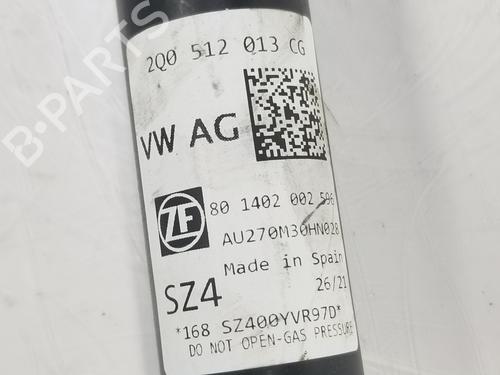 2Q0 512 013 CG
VW AG
ZF
80 1402 002 596
AU270M30HN028
Made in Spain
SZ4
26/21
*168 SZ400YVR97D*
DO NOT OPEN-GAS PRESSURE
B-PARTS